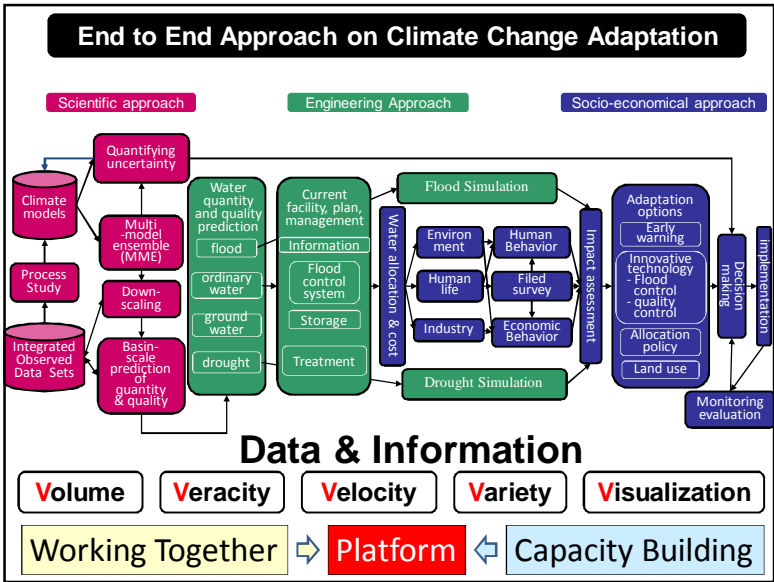 End to End Approach on Climate Change Adaptation
Scientific approach
Engineering Approach
Socio-economical approach
Quantifying
uncertainty
Climate
models
Multi
-model
ensemble
(MME)
Process
Study
Down-
scaling
Integrated
Observed
Data Sets
Basin-
scale
prediction
of
quantity
& quality
Water
quantity
and quality
prediction
flood
ordinary
water
ground
water
drought
Current
facility, plan,
management
Information
Flood
control
system
Storage
Treatment
Flood Simulation
Drought Simulation
Water allocation & cost
Environ
ment
Human
life
Industry
Human
Behavior
Filed
survey
Economic
Behavior
Impact assessment
Adaptation
options
Early
warning
Innovative
technology
- Flood
control
- quality
control
Allocation
policy
Land use
Decision
making
implementation
Monitoring
evaluation
Data & Information
Volume
Veracity
Velocity
Variety
Visualization
Working Together
Platform
Capacity Building